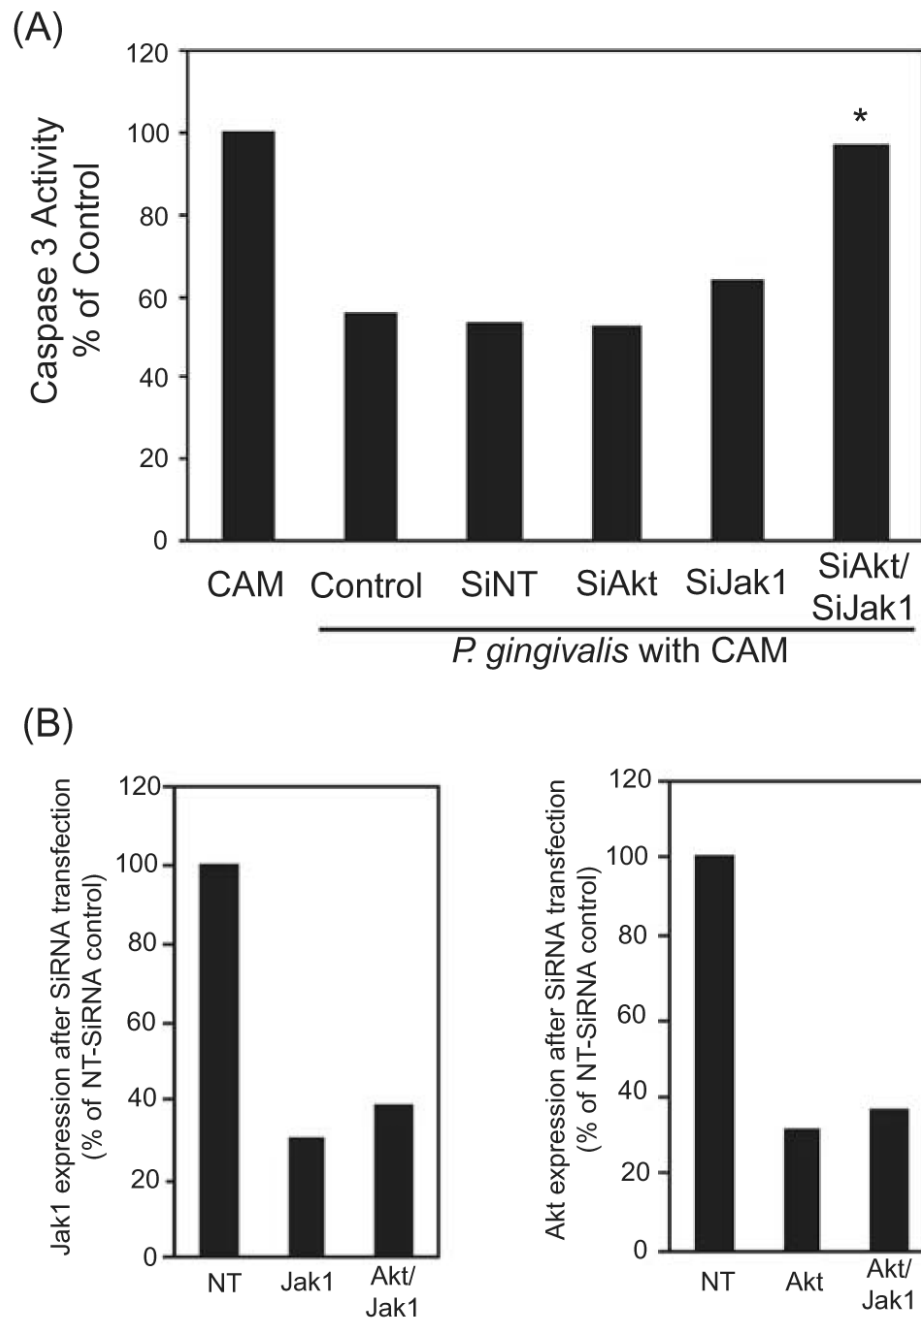 (A)
Caspase 3 Activity
% of Control
120
100
80
60
40
20
0
*
CAM
Control
SiNT
SiAkt
SiJak1
SiAkt/
SiJak1
P. gingivalis with CAM
(B)
Jak1 expression after SiRNA transfection
(% of NT-SiRNA control)
120
100
80
60
40
20
0
NT
Jak1
Akt/
Jak1
Akt expression after SiRNA transfection
(% of NT-SiRNA control)
120
100
80
60
40
20
0
NT
Akt
Akt/
Jak1